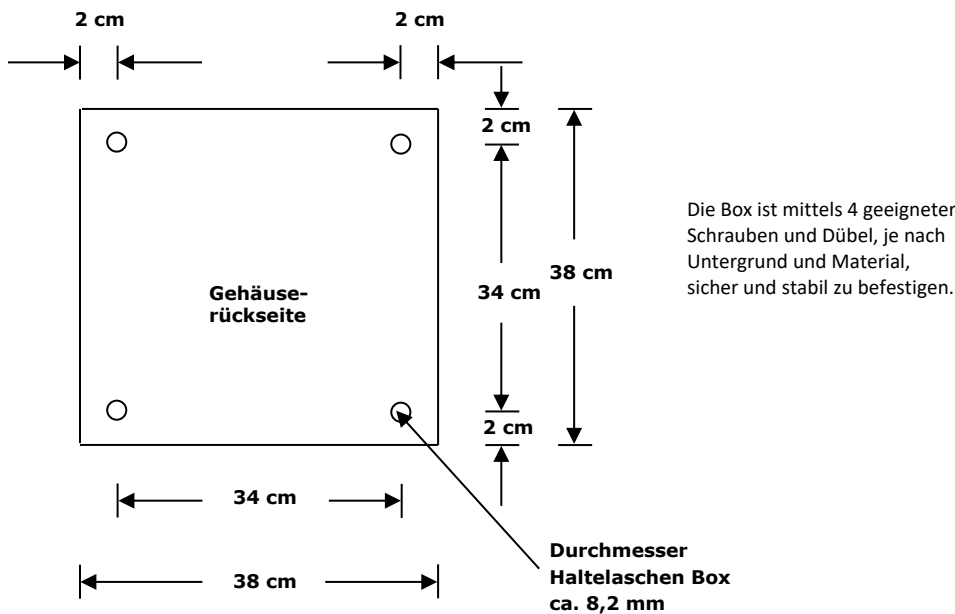 2 cm
2 cm
2 cm
Die Box ist mittels 4 geeigneter
Schrauben und Dübel, je nach
Untergrund und Material,
sicher und stabil zu befestigen.
38 cm
34 cm
Gehäuse-
rückseite
2 cm
34 cm
Durchmesser
Haltelaschen Box
ca. 8,2 mm
38 cm